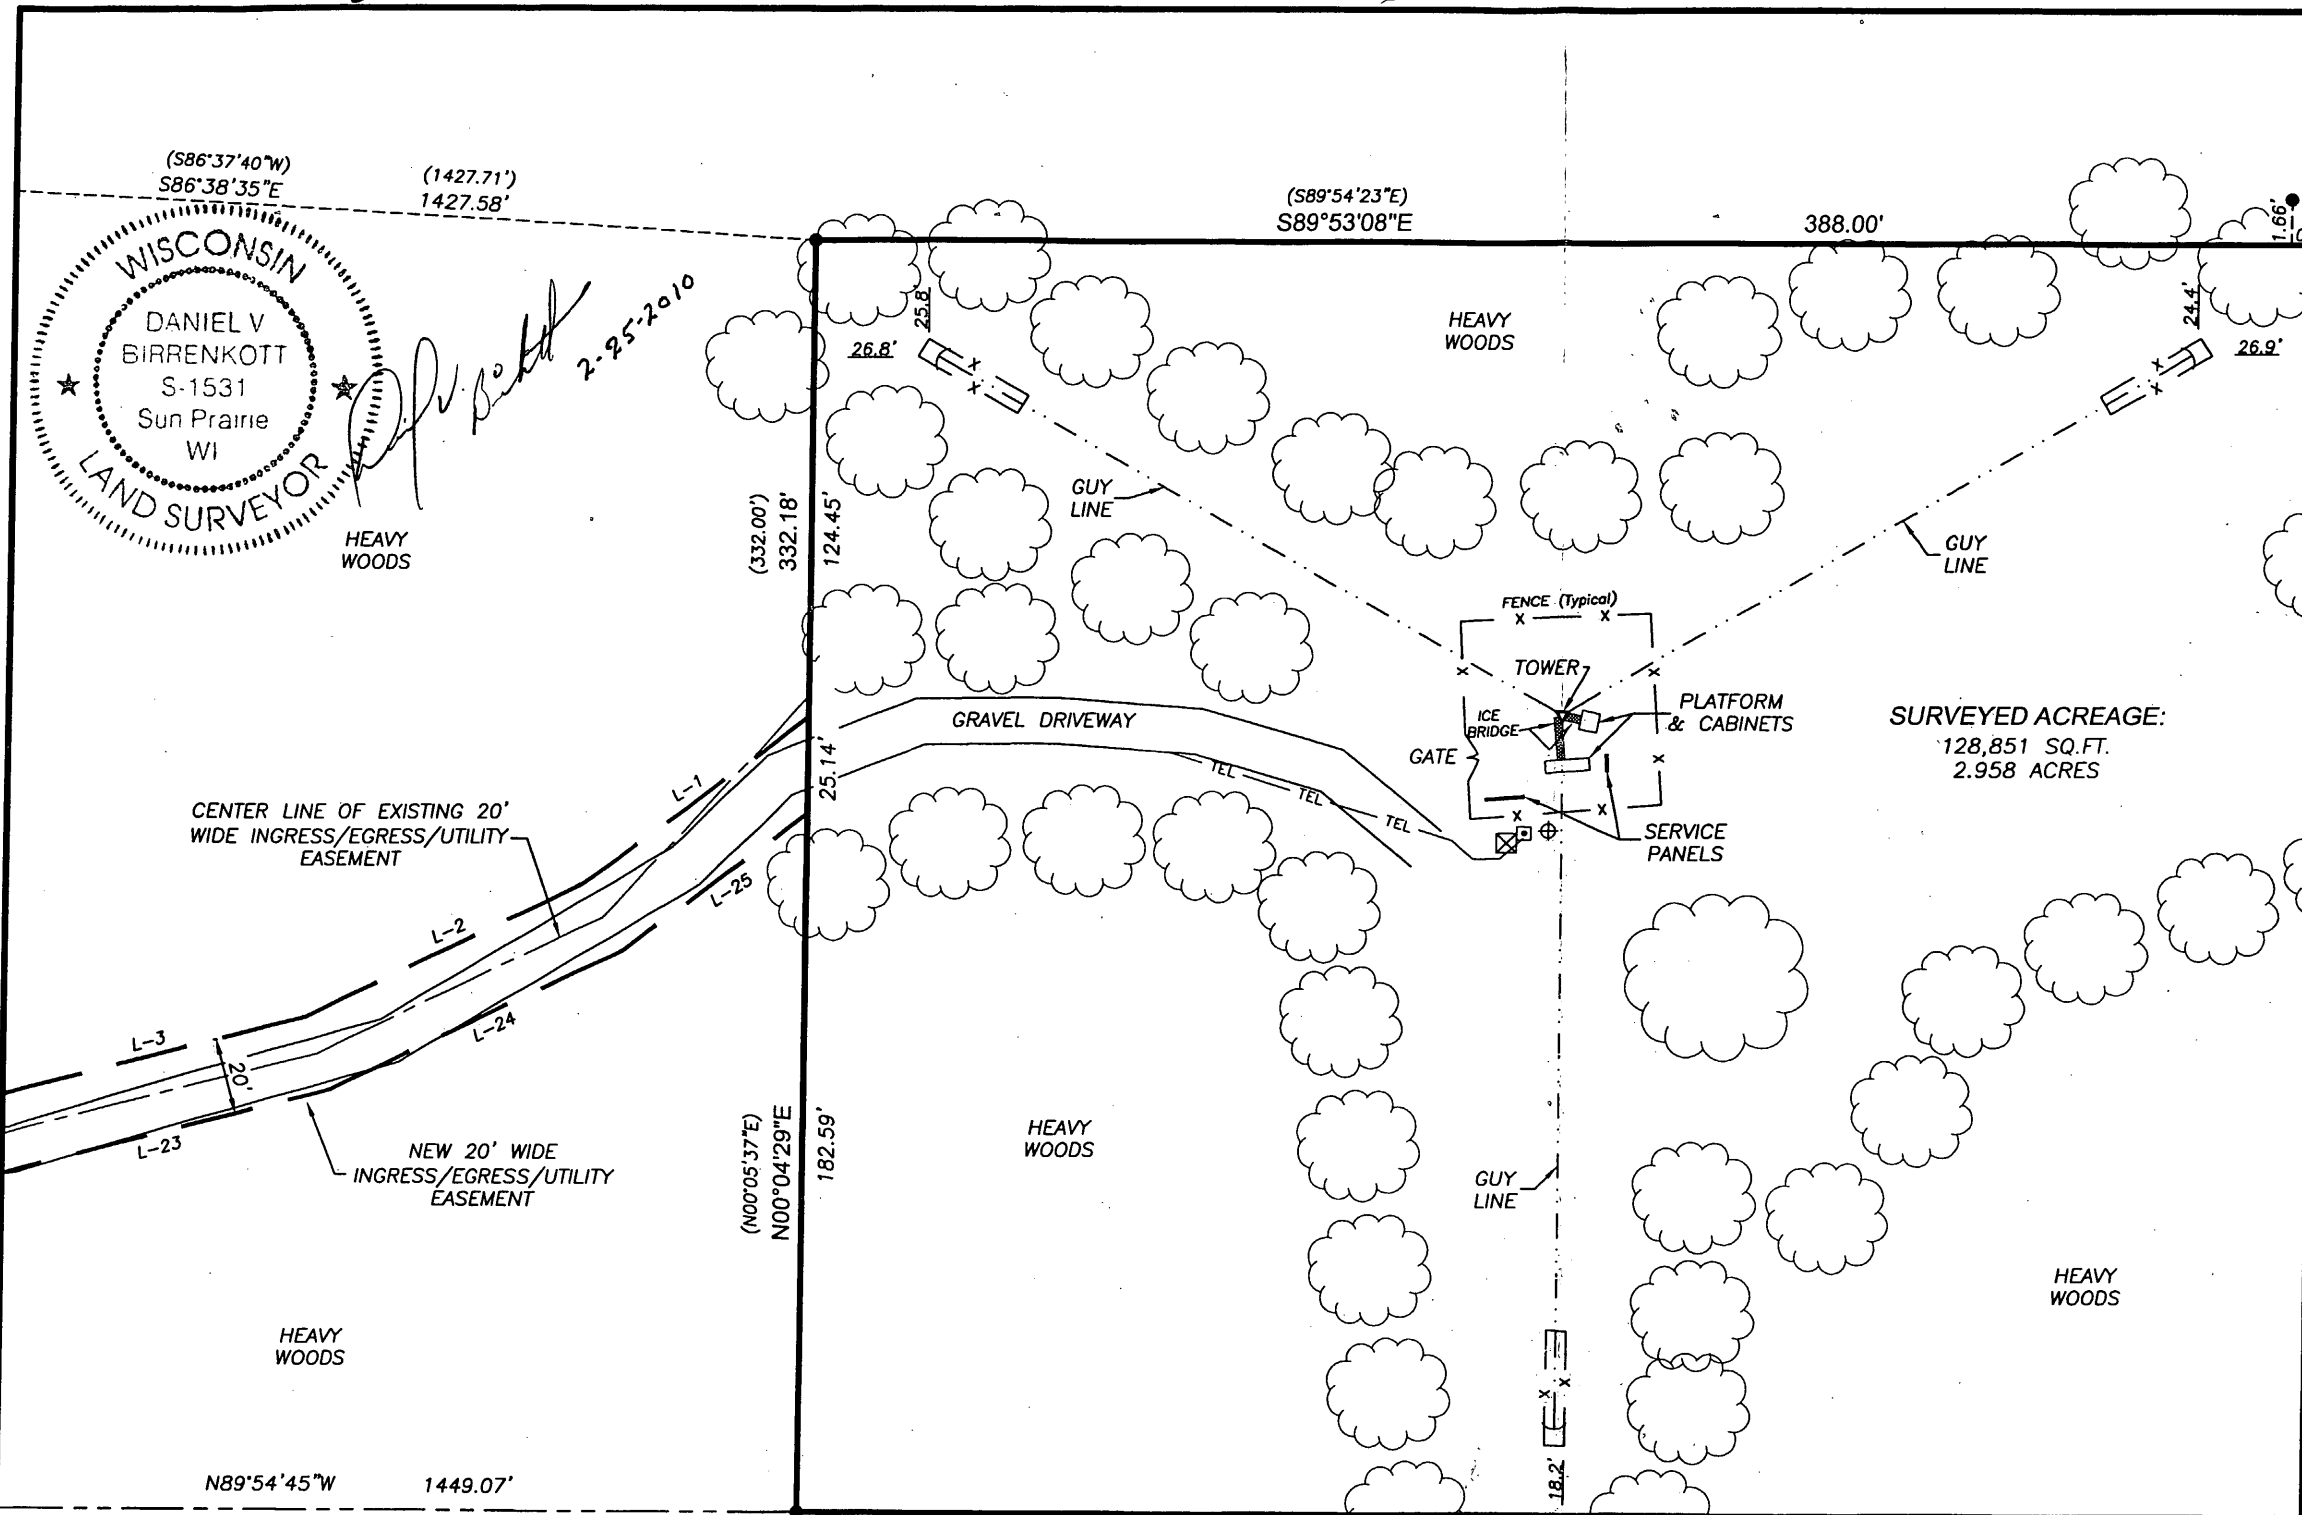 (S86°37'40"W)
S86°38'35"E
(1427.71')
1427.58'
(S89°54'23"E)
S89°53'08"E
388.00'
1.66'
WISCONSIN
DANIEL V
BIRRENKOTT
S-1531
Sun Prairie
WI
LAND SURVEYOR
2-25-2010
25.8'
26.8'
24.4'
26.9'
HEAVY
WOODS
HEAVY
WOODS
(332.00')
332.18'
124.45'
GUY
LINE
GUY
LINE
FENCE (Typical)
TOWER
ICE
BRIDGE
PLATFORM
& CABINETS
GATE
SERVICE
PANELS
SURVEYED ACREAGE:
128,851 SQ.FT.
2.958 ACRES
GRAVEL DRIVEWAY
TEL
TEL
TEL
25.14'
L-1
CENTER LINE OF EXISTING 20'
WIDE INGRESS/EGRESS/UTILITY
EASEMENT
L-25
L-2
L-24
L-3
20'
L-23
NEW 20' WIDE
INGRESS/EGRESS/UTILITY
EASEMENT
(N00°05'37"E)
N00°04'29"E
182.59'
HEAVY
WOODS
GUY
LINE
HEAVY
WOODS
HEAVY
WOODS
18.2'
N89°54'45"W
1449.07'